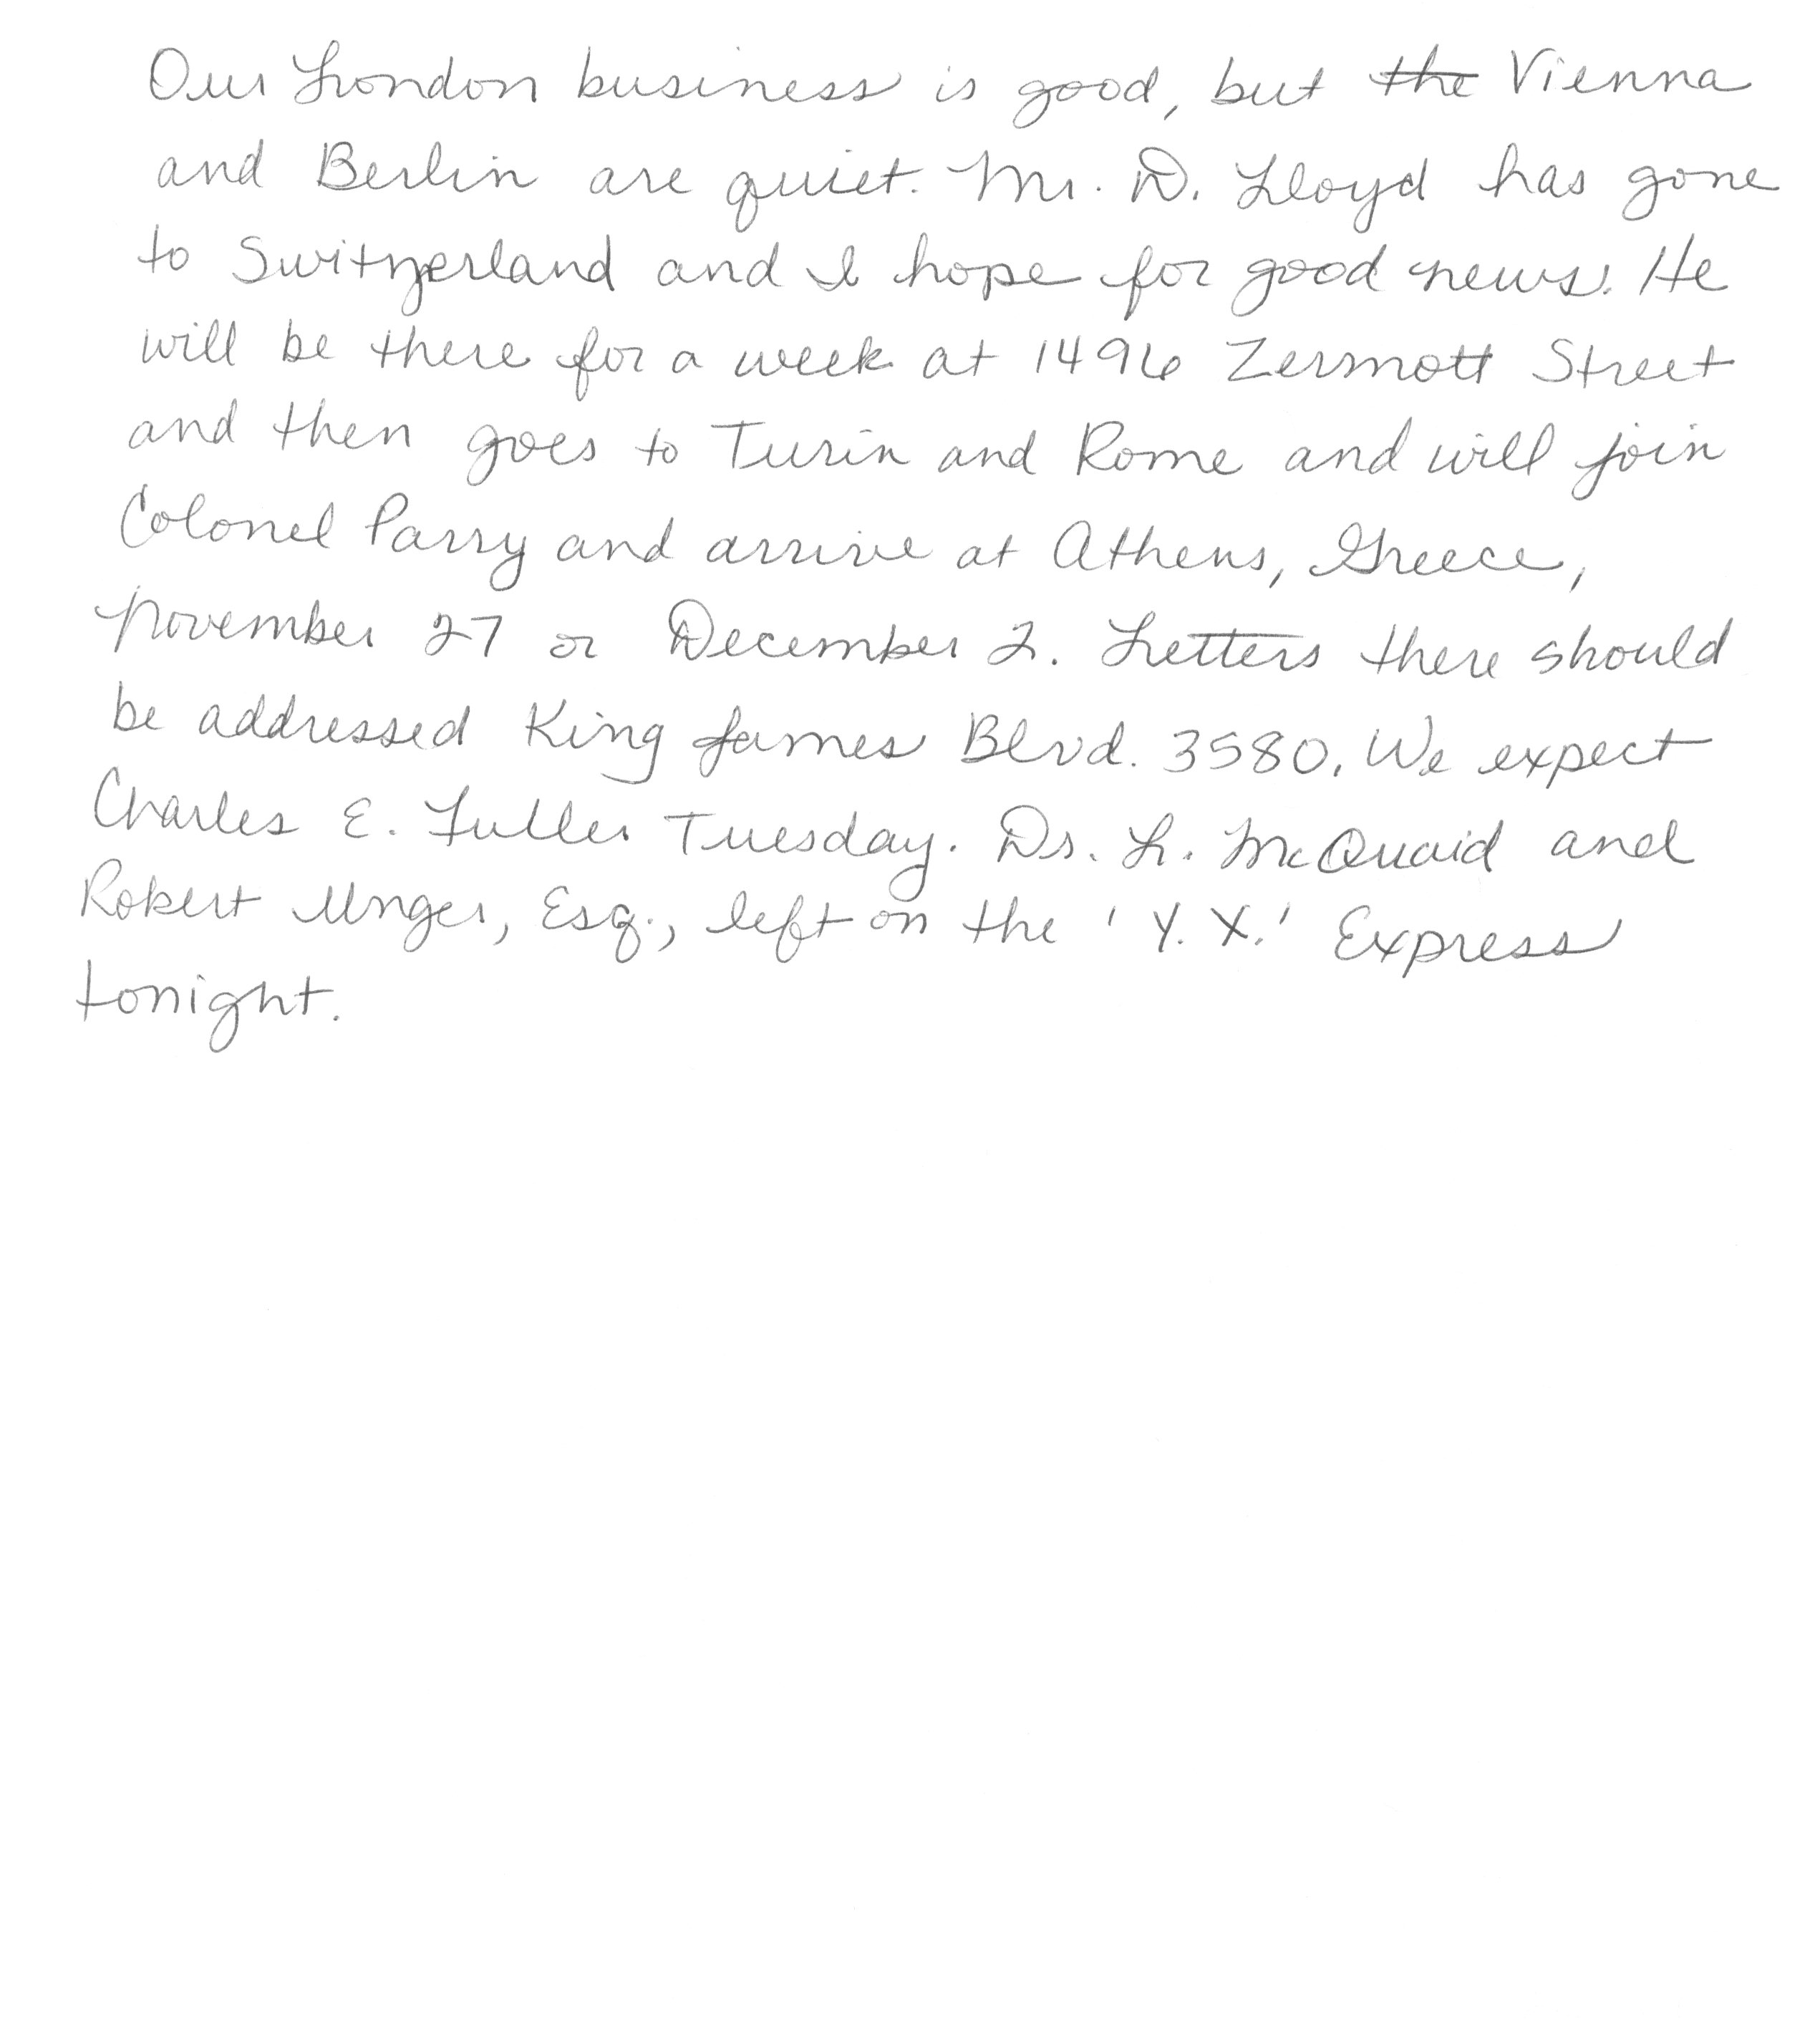 Our London business is good, but ~~the~~ Vienna
and Berlin are quiet. Mr. D. Lloyd has gone
to Switzerland and I hope for good news. He
will be there for a week at 1496 Zermott Street
and then goes to Turin and Rome and will join
Colonel Parry and arrive at Athens, Greece,
November 27 or December 2. Letters there should
be addressed King James Blvd. 3580. We expect
Charles E. Fuller Tuesday. Dr. L. McQuaid and
Robert Unger, Esq., left on the 'Y. X.' Express
tonight.